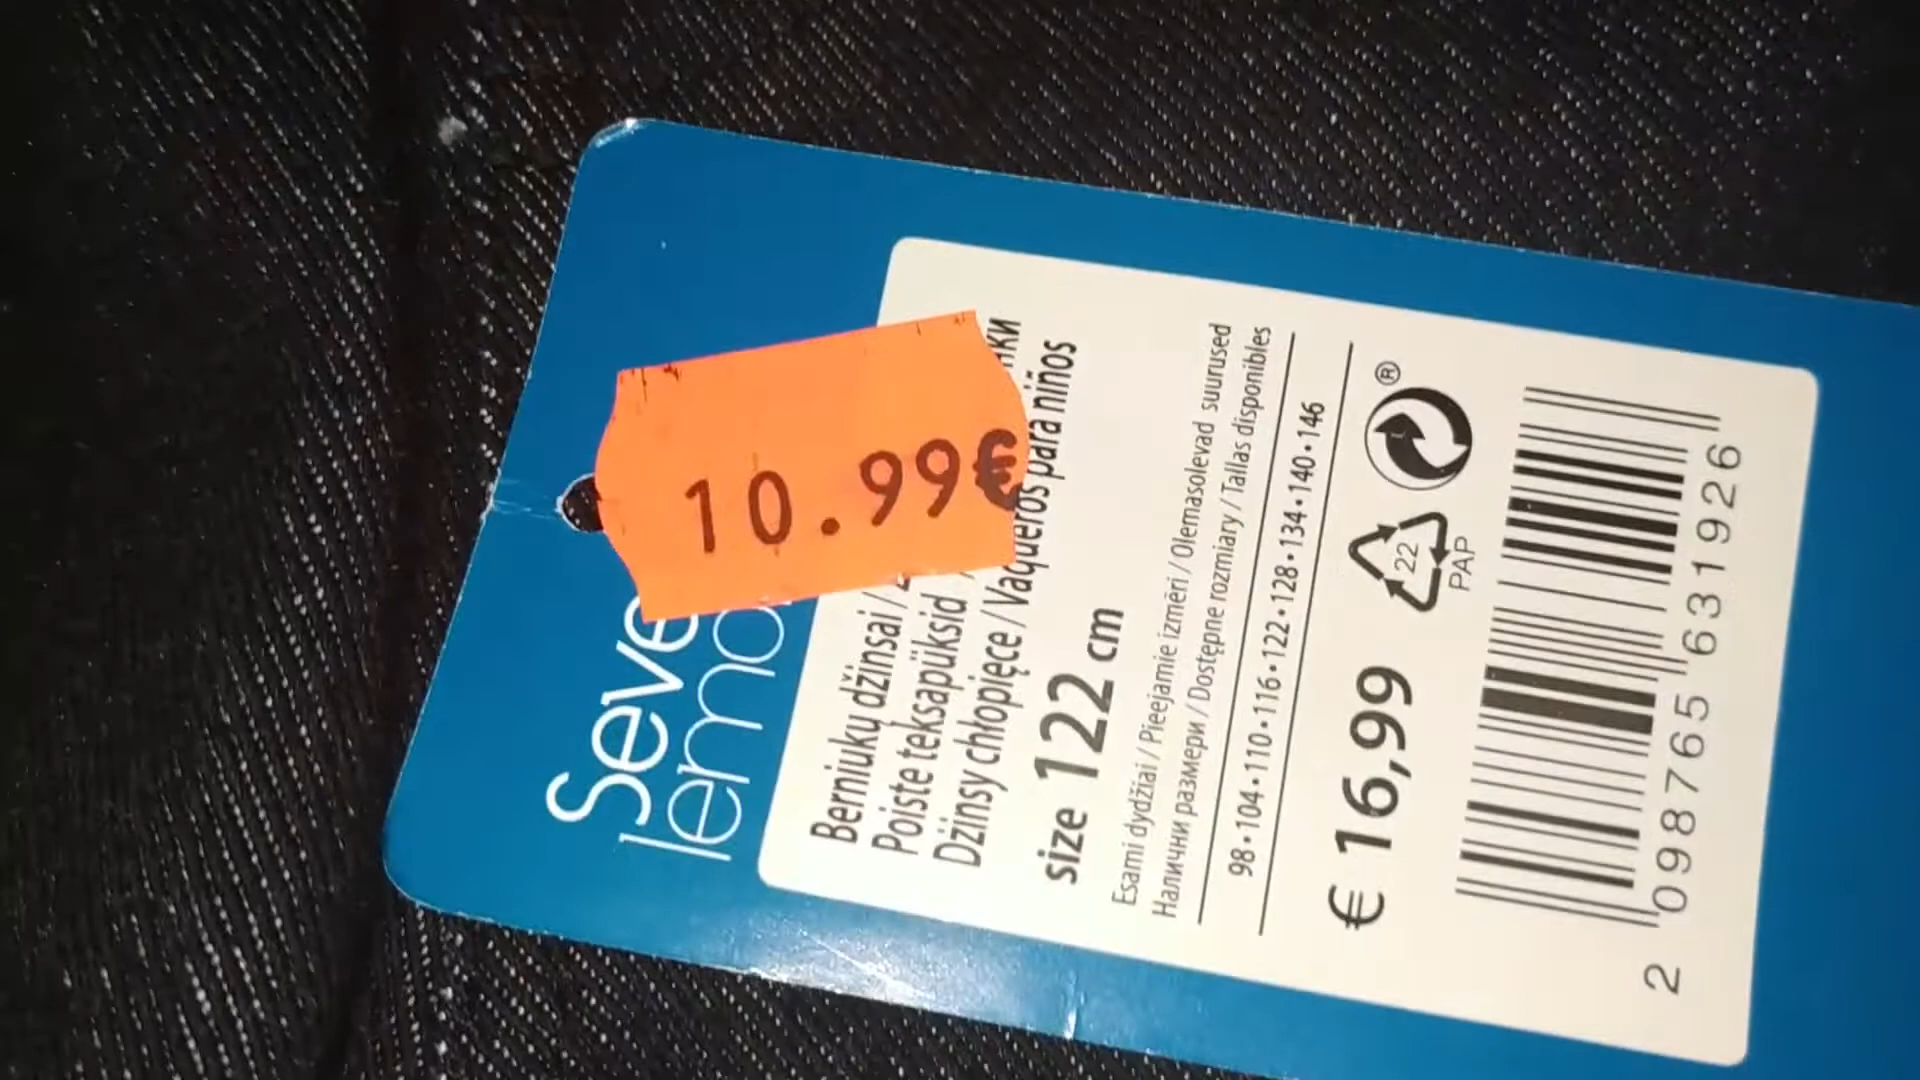 10.99€
Seve
lemo
Berniukų džinsai /
Poiste teksapüksid /
Džinsy chłopięce / Vaqueros para niños
size 122 cm
Esami dydžiai / Pieejamie izmēri / Olemasolevad suurused
Налични размери / Dostępne rozmiary / Tallas disponibles
98•104•110•116•122•128•134•140•146
€ 16,99
®
22
PAP
2 098765 631926